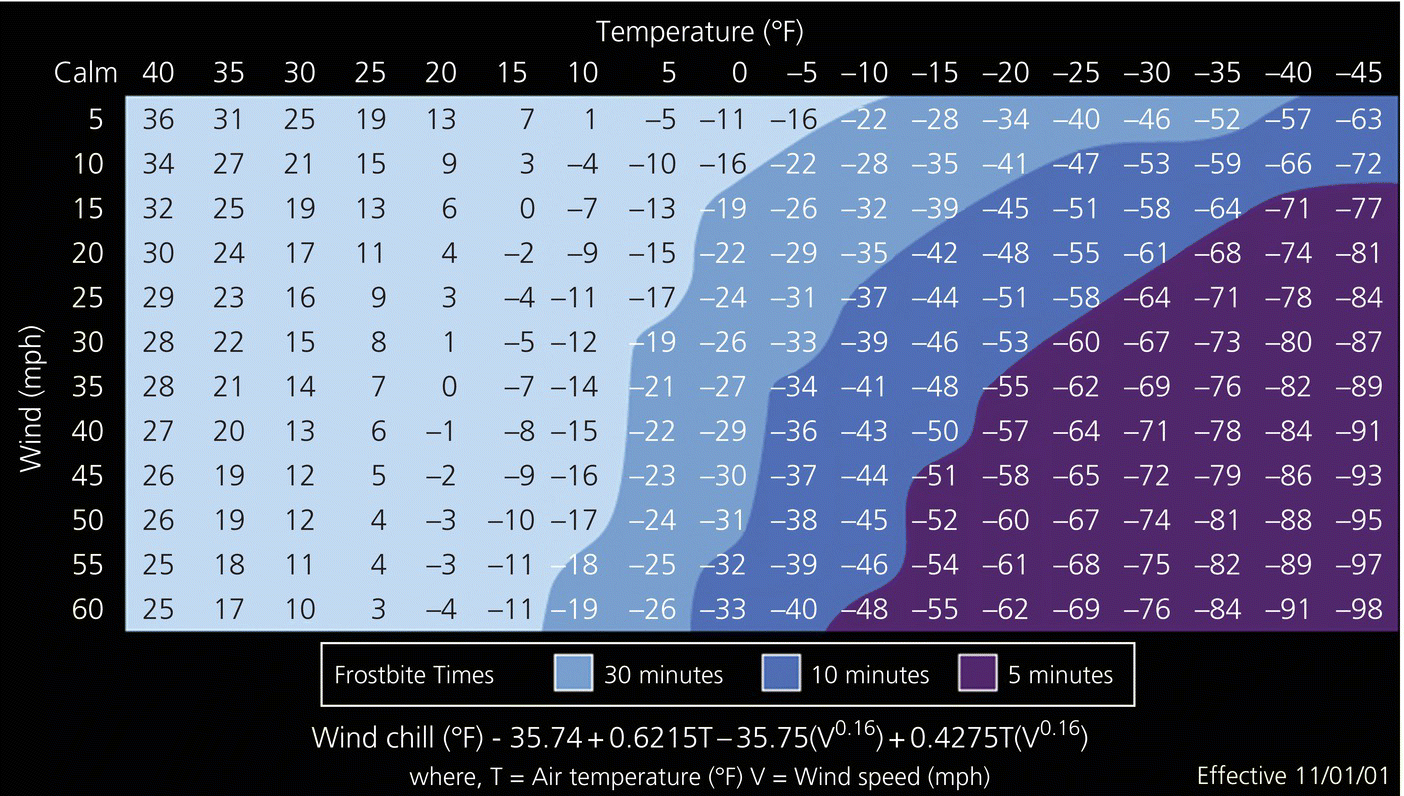 Temperature (°F)
Calm 40 35 30 25 20 15 10 5 0 –5 –10 –15 –20 –25 –30 –35 –40 –45
Wind (mph)
5 36 31 25 19 13 7 1 –5 –11 –16 –22 –28 –34 –40 –46 –52 –57 –63
10 34 27 21 15 9 3 –4 –10 –16 –22 –28 –35 –41 –47 –53 –59 –66 –72
15 32 25 19 13 6 0 –7 –13 –19 –26 –32 –39 –45 –51 –58 –64 –71 –77
20 30 24 17 11 4 –2 –9 –15 –22 –29 –35 –42 –48 –55 –61 –68 –74 –81
25 29 23 16 9 3 –4 –11 –17 –24 –31 –37 –44 –51 –58 –64 –71 –78 –84
30 28 22 15 8 1 –5 –12 –19 –26 –33 –39 –46 –53 –60 –67 –73 –80 –87
35 28 21 14 7 0 –7 –14 –21 –27 –34 –41 –48 –55 –62 –69 –76 –82 –89
40 27 20 13 6 –1 –8 –15 –22 –29 –36 –43 –50 –57 –64 –71 –78 –84 –91
45 26 19 12 5 –2 –9 –16 –23 –30 –37 –44 –51 –58 –65 –72 –79 –86 –93
50 26 19 12 4 –3 –10 –17 –24 –31 –38 –45 –52 –60 –67 –74 –81 –88 –95
55 25 18 11 4 –3 –11 –18 –25 –32 –39 –46 –54 –61 –68 –75 –82 –89 –97
60 25 17 10 3 –4 –11 –19 –26 –33 –40 –48 –55 –62 –69 –76 –84 –91 –98
Frostbite Times 30 minutes 10 minutes 5 minutes
Wind chill (°F) - 35.74 + 0.6215T – 35.75(V^0.16) + 0.4275T(V^0.16)
where, T = Air temperature (°F) V = Wind speed (mph)
Effective 11/01/01